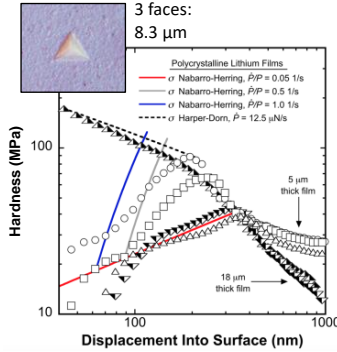 3 faces:
8.3 µm
Polycrystalline Lithium Films
σ Nabarro-Herring, Ṗ/P = 0.05 1/s
σ Nabarro-Herring, Ṗ/P = 0.5 1/s
σ Nabarro-Herring, Ṗ/P = 1.0 1/s
σ Harper-Dorn, Ṗ = 12.5 µN/s
100
10
Hardness (MPa)
5 µm
thick film
18 µm
thick film
100
1000
Displacement Into Surface (nm)